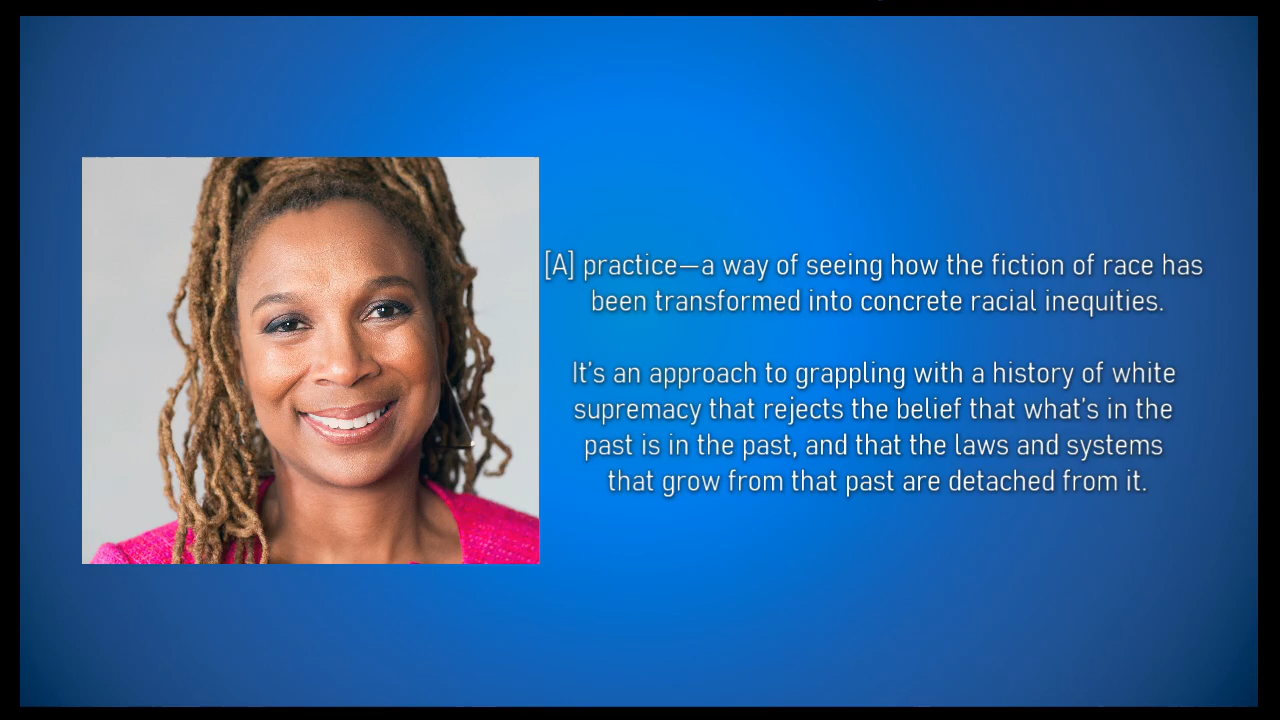 [A] practice—a way of seeing how the fiction of race has
been transformed into concrete racial inequities.
It's an approach to grappling with a history of white
supremacy that rejects the belief that what's in the
past is in the past, and that the laws and systems
that grow from that past are detached from it.